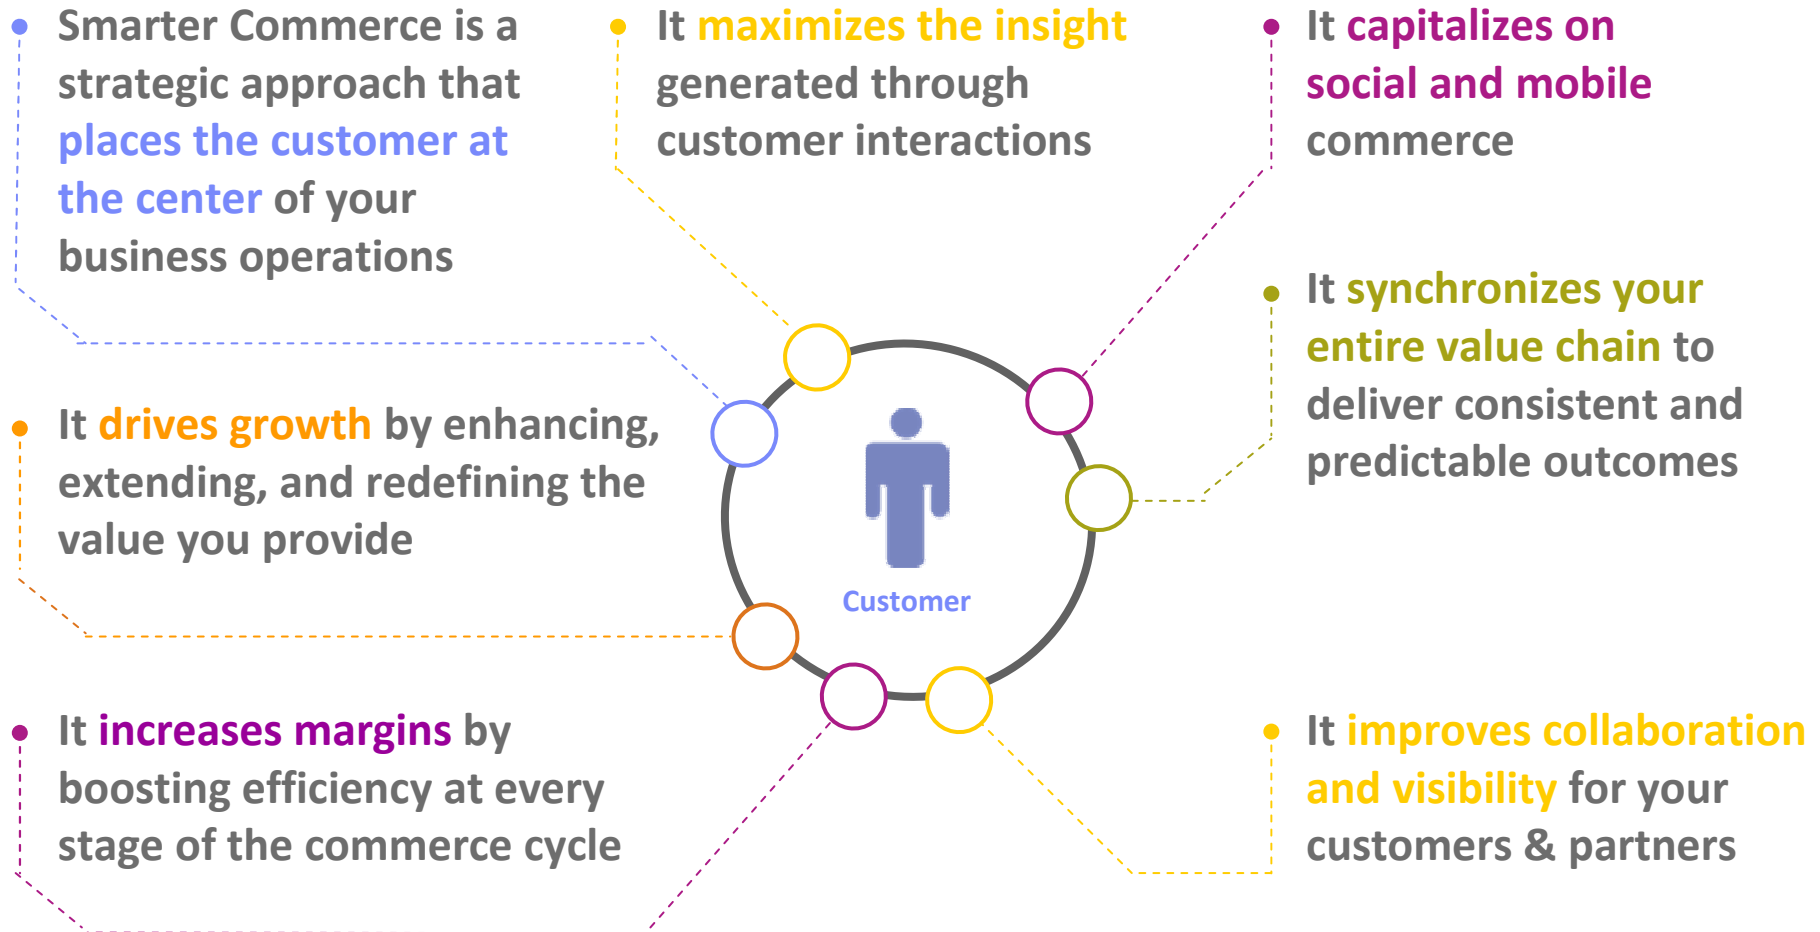 Smarter Commerce is a
strategic approach that
places the customer at
the center of your
business operations
It maximizes the insight
generated through
customer interactions
It capitalizes on
social and mobile
commerce
It synchronizes your
entire value chain to
deliver consistent and
predictable outcomes
It drives growth by enhancing,
extending, and redefining the
value you provide
Customer
It increases margins by
boosting efficiency at every
stage of the commerce cycle
It improves collaboration
and visibility for your
customers & partners